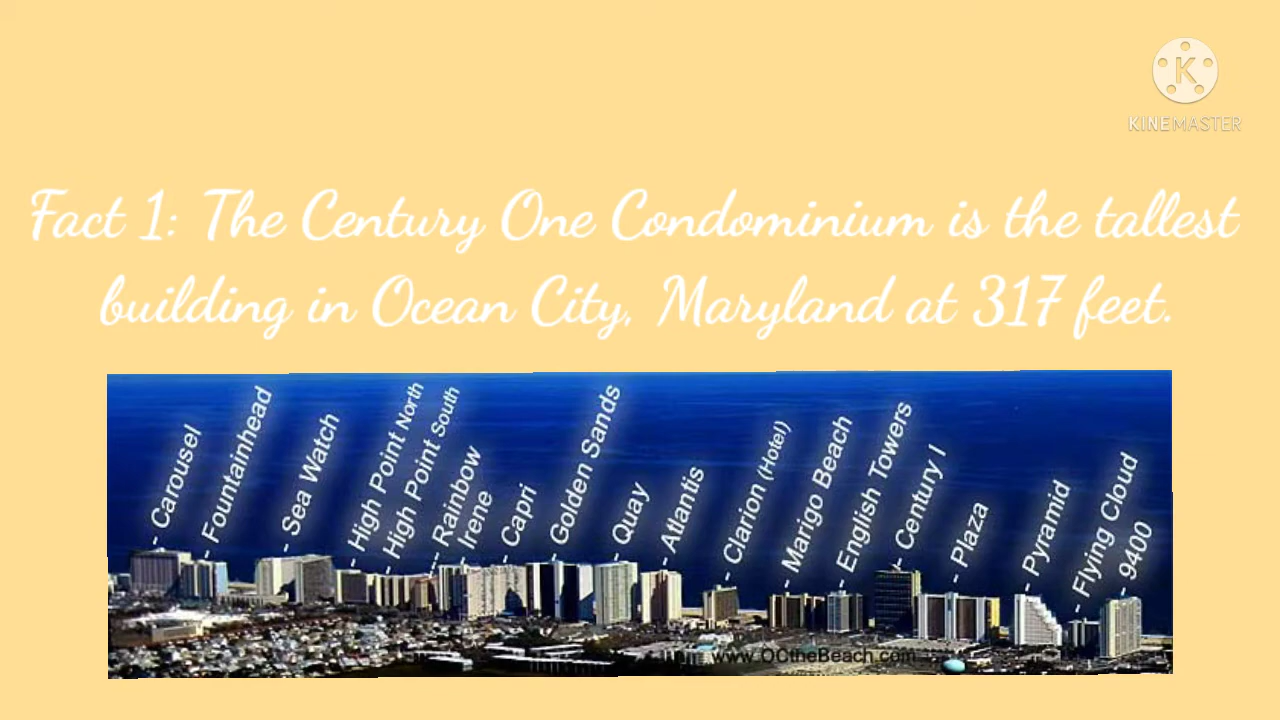 KINEMASTER
Fact 1: The Century One Condominium is the tallest
building in Ocean City, Maryland at 317 feet.
- Carousel
- Fountainhead
- Sea Watch
- High Point North
- High Point South
- Rainbow
Irene
- Capri
- Golden Sands
- Quay
- Atlantis
- Clarion (Hotel)
- Marigo Beach
- English Towers
- Century I
- Plaza
- Pyramid
- Flying Cloud
- 9400
www.OCtheBeach.com